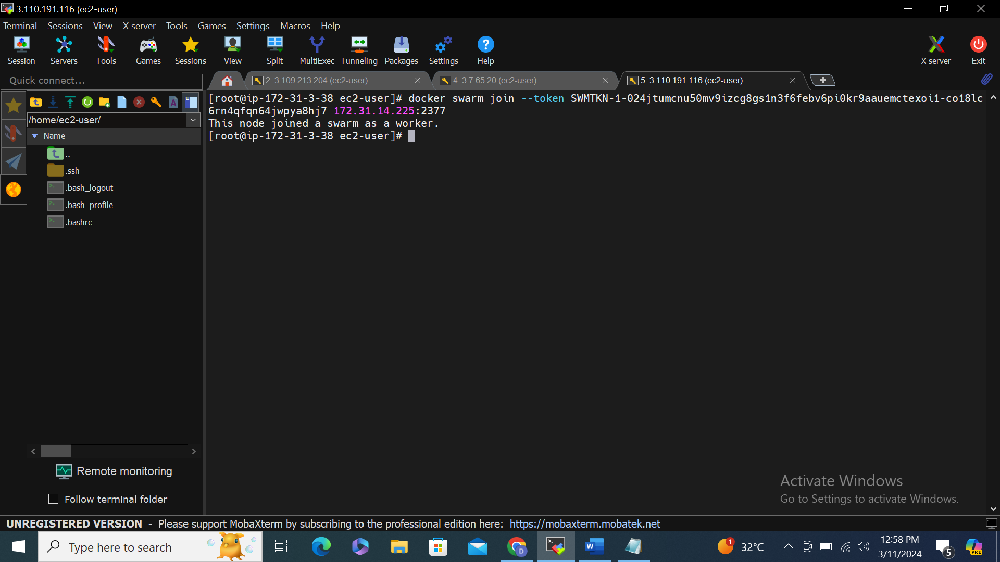 3.110.191.116 (ec2-user)
Terminal Sessions View X server Tools Games Settings Macros Help
Session Servers Tools Games Sessions View Split MultiExec Tunneling Packages Settings Help X server Exit
Quick connect...
2. 3.109.213.204 (ec2-user) 4. 3.7.65.20 (ec2-user) 5. 3.110.191.116 (ec2-user)
/home/ec2-user/
Name
..
.ssh
.bash_logout
.bash_profile
.bashrc
[root@ip-172-31-3-38 ec2-user]# docker swarm join --token SWMTKN-1-024jtumcnu50mv9izcg8gs1n3f6febv6pi0kr9aauemctexoi1-co18lc
6rn4qfqn64jwpya8hj7 172.31.14.225:2377
This node joined a swarm as a worker.
[root@ip-172-31-3-38 ec2-user]#
Remote monitoring
Follow terminal folder
Activate Windows
Go to Settings to activate Windows.
UNREGISTERED VERSION - Please support MobaXterm by subscribing to the professional edition here: https://mobaxterm.mobatek.net
Type here to search
1
32°C
12:58 PM
3/11/2024
5
PRE